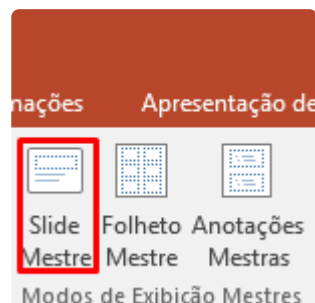 nações Apresentação de
Slide Folheto Anotações
Mestre Mestre Mestras
Modos de Exibição Mestres